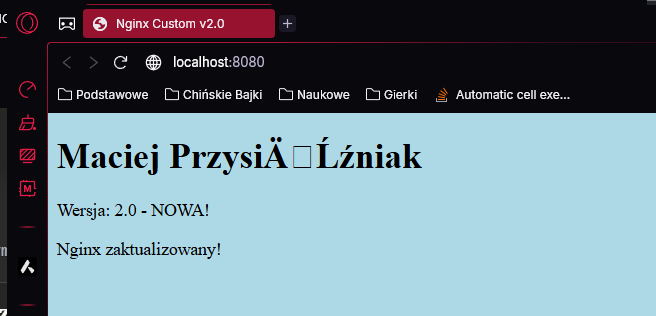 Nginx Custom v2.0
localhost:8080
Podstawowe Chińskie Bajki Naukowe Gierki Automatic cell exe...
Maciej PrzysiÄ□Ĺźniak
Wersja: 2.0 - NOWA!
Nginx zaktualizowany!
M